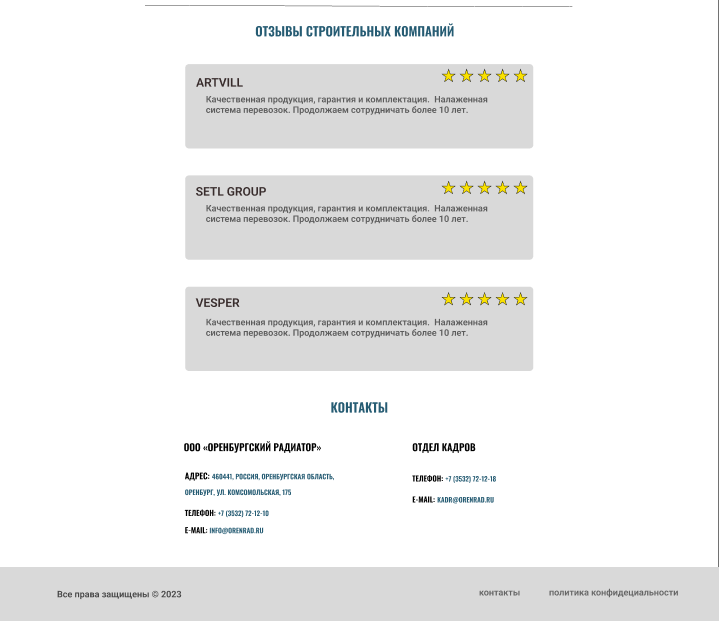 ОТЗЫВЫ СТРОИТЕЛЬНЫХ КОМПАНИЙ
ARTVILL
Качественная продукция, гарантия и комплектация. Налаженная
система перевозок. Продолжаем сотрудничать более 10 лет.
SETL GROUP
Качественная продукция, гарантия и комплектация. Налаженная
система перевозок. Продолжаем сотрудничать более 10 лет.
VESPER
Качественная продукция, гарантия и комплектация. Налаженная
система перевозок. Продолжаем сотрудничать более 10 лет.
КОНТАКТЫ
ООО «ОРЕНБУРГСКИЙ РАДИАТОР»
АДРЕС: 460441, РОССИЯ, ОРЕНБУРГСКАЯ ОБЛАСТЬ,
ОРЕНБУРГ, УЛ. КОМСОМОЛЬСКАЯ, 175
ТЕЛЕФОН: +7 (3532) 72-12-10
E-MAIL: INFO@ORENRAD.RU
ОТДЕЛ КАДРОВ
ТЕЛЕФОН: +7 (3532) 72-12-18
E-MAIL: KADR@ORENRAD.RU
Все права защищены © 2023
контакты
политика конфидециальности